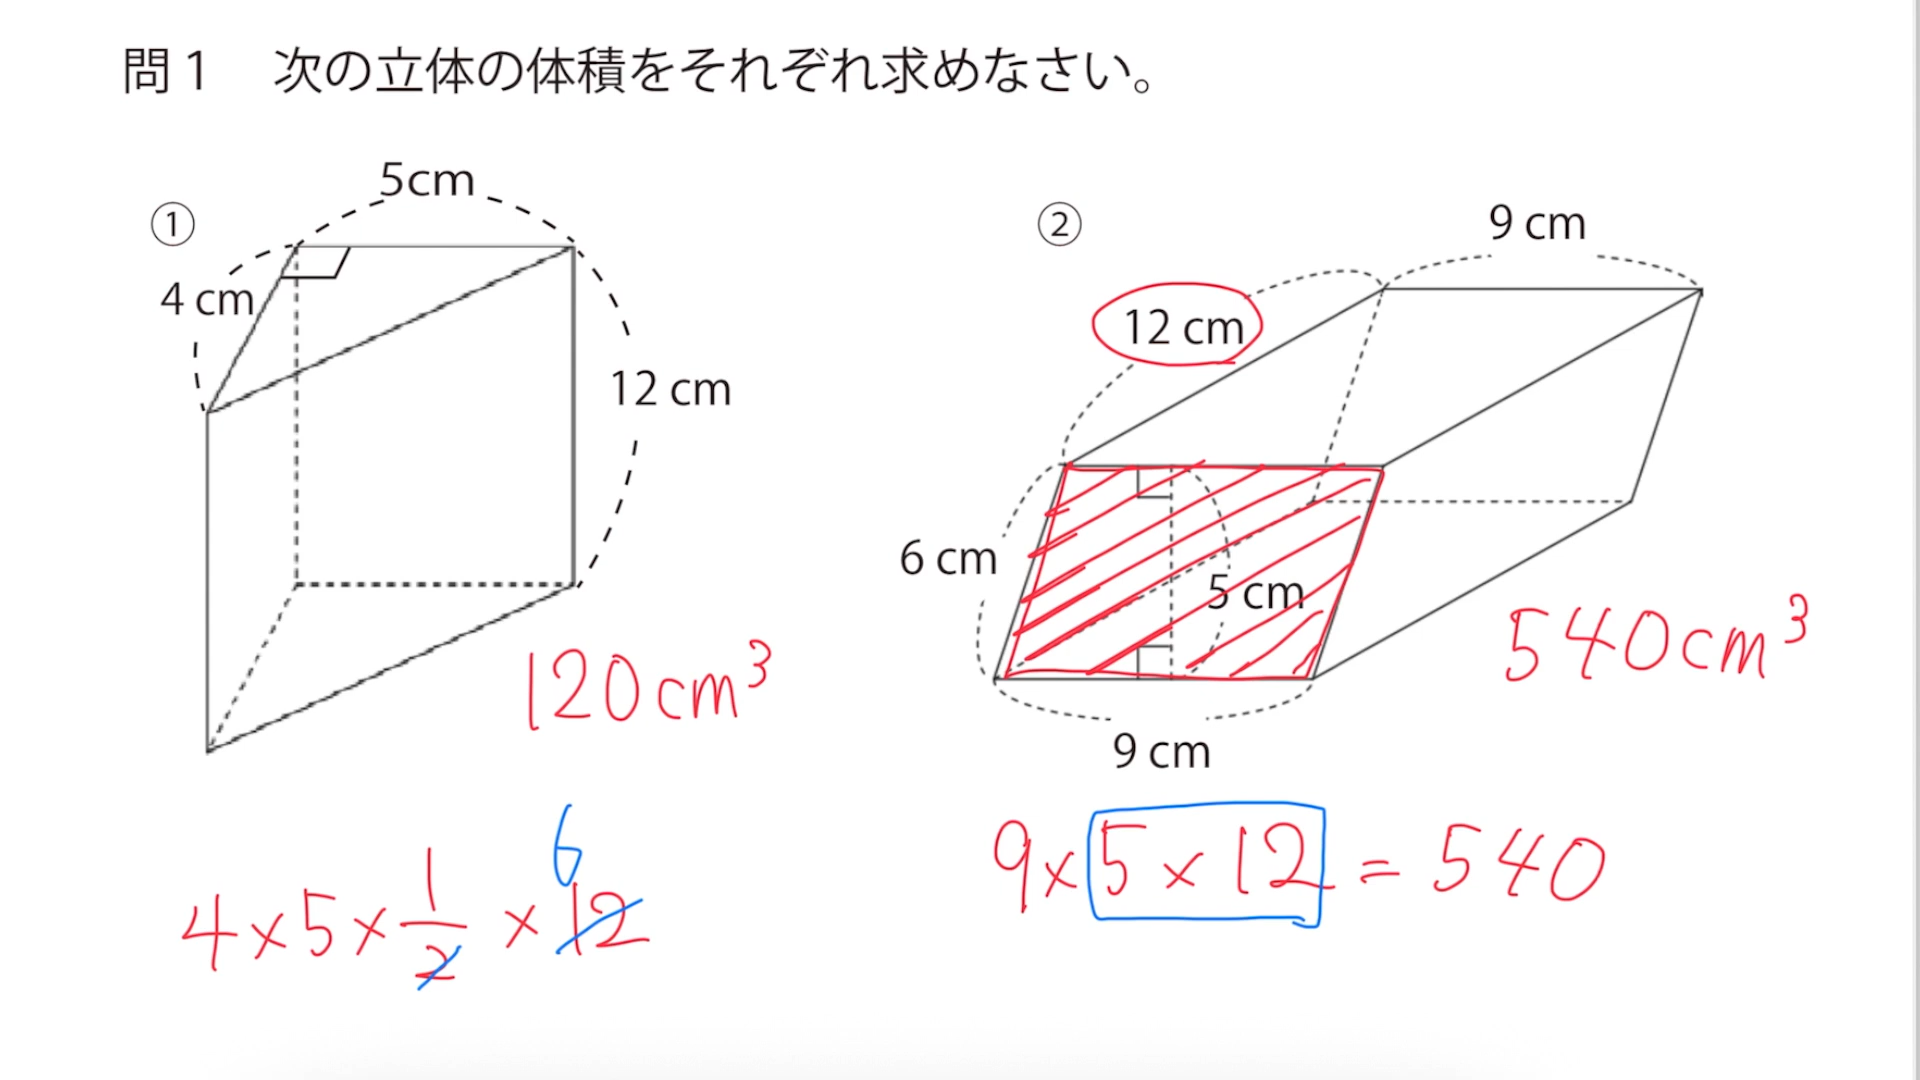 問1 次の立体の体積をそれぞれ求めなさい。
①
5cm
4 cm
12 cm
120cm³
4×5×1/2×12
6
②
9 cm
12 cm
6 cm
5 cm
9 cm
540cm³
9×5×12=540